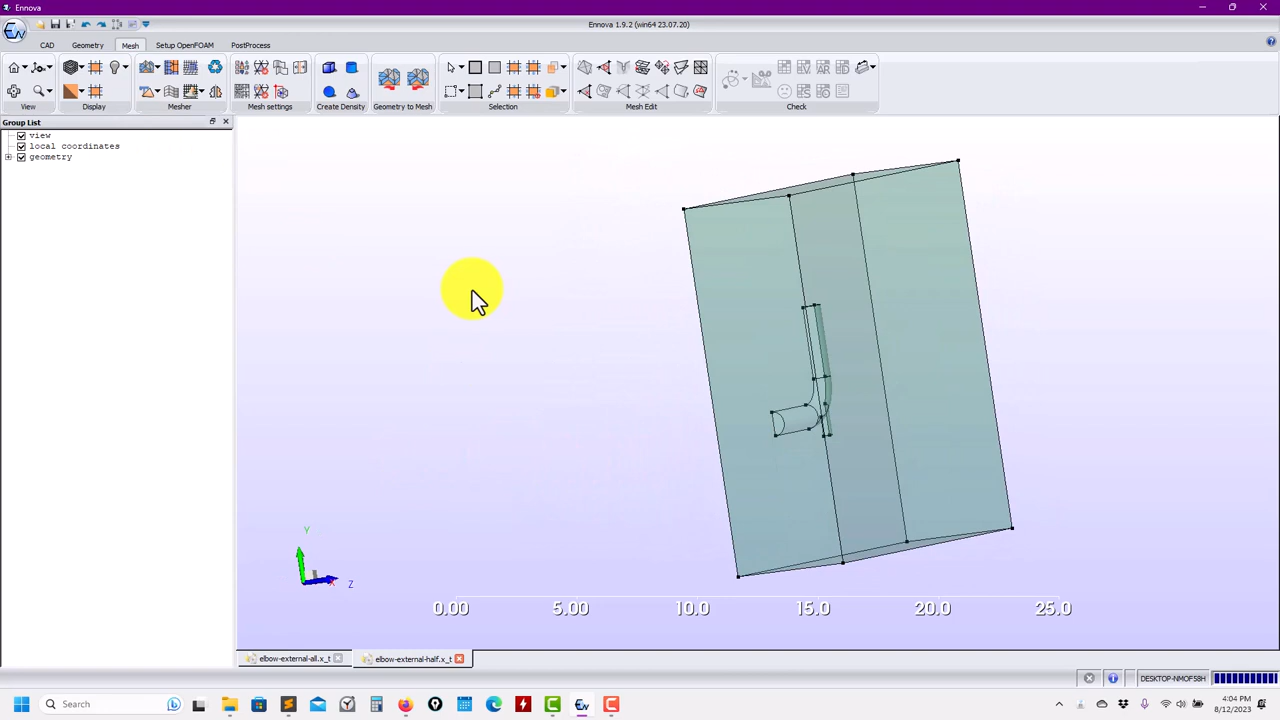 Ennova
Ennova 1.9.2 (win64 23.07.20)
CAD Geometry Mesh Setup OpenFOAM PostProcess
View Display Mesher Mesh settings Create Density Geometry to Mesh Selection Mesh Edit Check
Group List
view
local coordinates
geometry
Y
Z
0.00 5.00 10.0 15.0 20.0 25.0
elbow-external-all.x_t elbow-external-half.x_t
DESKTOP-NMOF58H
Search
4:04 PM
8/12/2023